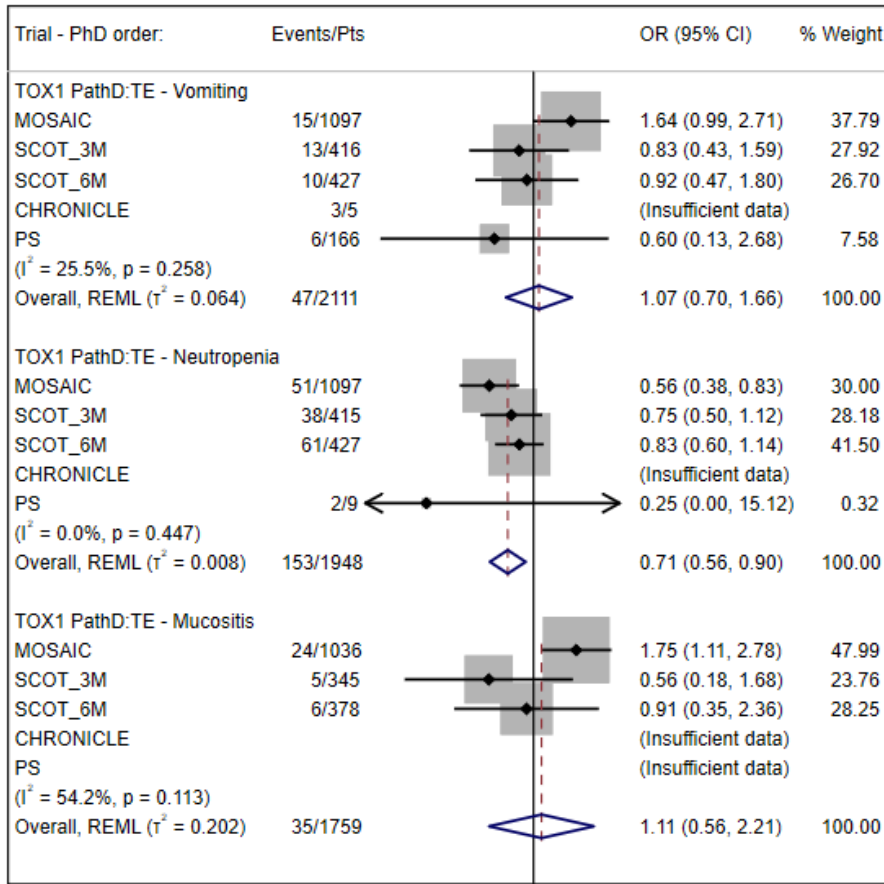 Trial - PhD order: Events/Pts OR (95% CI) % Weight
TOX1 PathD:TE - Vomiting
MOSAIC 15/1097 1.64 (0.99, 2.71) 37.79
SCOT_3M 13/416 0.83 (0.43, 1.59) 27.92
SCOT_6M 10/427 0.92 (0.47, 1.80) 26.70
CHRONICLE 3/5 (Insufficient data)
PS 6/166 0.60 (0.13, 2.68) 7.58
(I² = 25.5%, p = 0.258)
Overall, REML (τ² = 0.064) 47/2111 1.07 (0.70, 1.66) 100.00
TOX1 PathD:TE - Neutropenia
MOSAIC 51/1097 0.56 (0.38, 0.83) 30.00
SCOT_3M 38/415 0.75 (0.50, 1.12) 28.18
SCOT_6M 61/427 0.83 (0.60, 1.14) 41.50
CHRONICLE (Insufficient data)
PS 2/9 0.25 (0.00, 15.12) 0.32
(I² = 0.0%, p = 0.447)
Overall, REML (τ² = 0.008) 153/1948 0.71 (0.56, 0.90) 100.00
TOX1 PathD:TE - Mucositis
MOSAIC 24/1036 1.75 (1.11, 2.78) 47.99
SCOT_3M 5/345 0.56 (0.18, 1.68) 23.76
SCOT_6M 6/378 0.91 (0.35, 2.36) 28.25
CHRONICLE (Insufficient data)
PS (Insufficient data)
(I² = 54.2%, p = 0.113)
Overall, REML (τ² = 0.202) 35/1759 1.11 (0.56, 2.21) 100.00